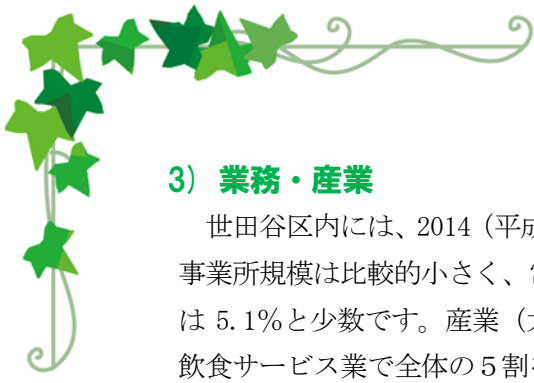 3) 業務・産業
世田谷区内には、2014（平成
事業所規模は比較的小さく、
は 5.1%と少数です。産業（
飲食サービス業で全体の５割